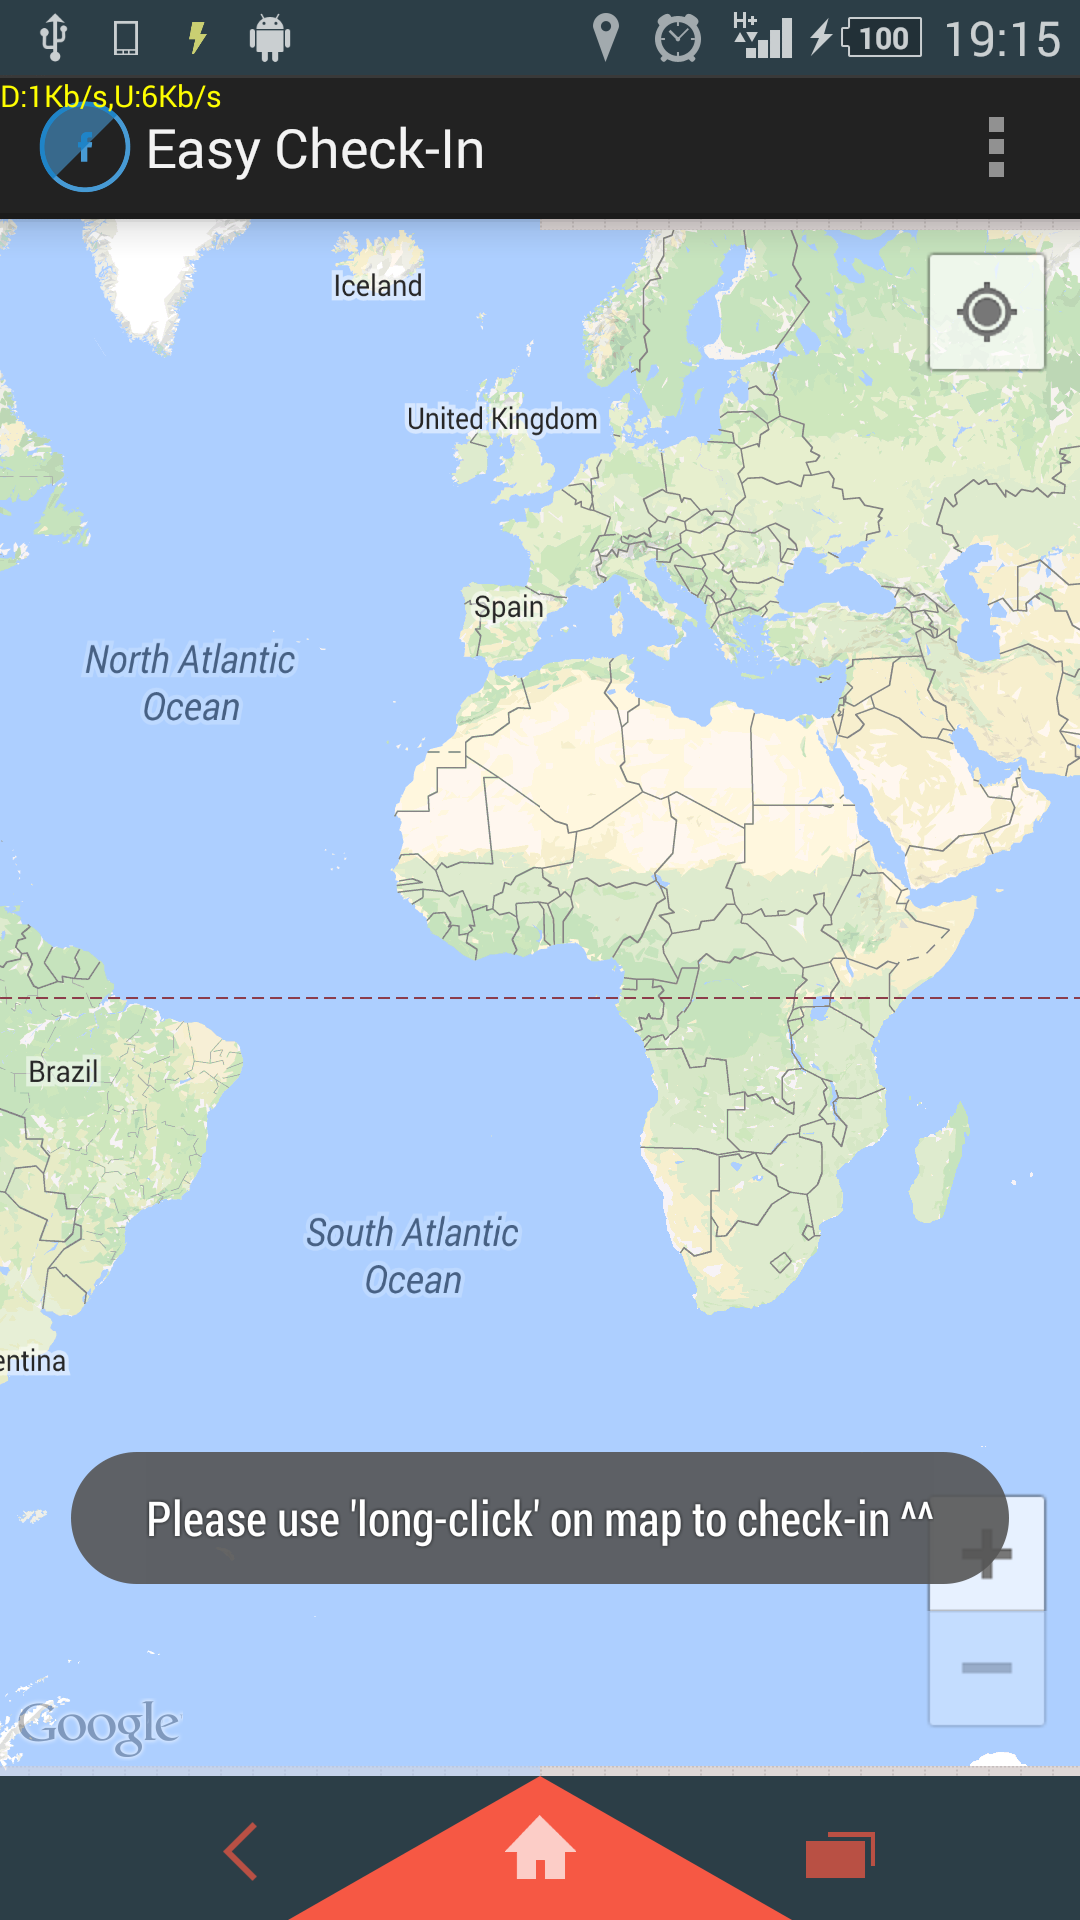 H+
100
19:15
D:1Kb/s,U:6Kb/s
f
Easy Check-In
Iceland
United Kingdom
Spain
North Atlantic
Ocean
Brazil
South Atlantic
Ocean
entina
Please use 'long-click' on map to check-in ^^
+
−
Google